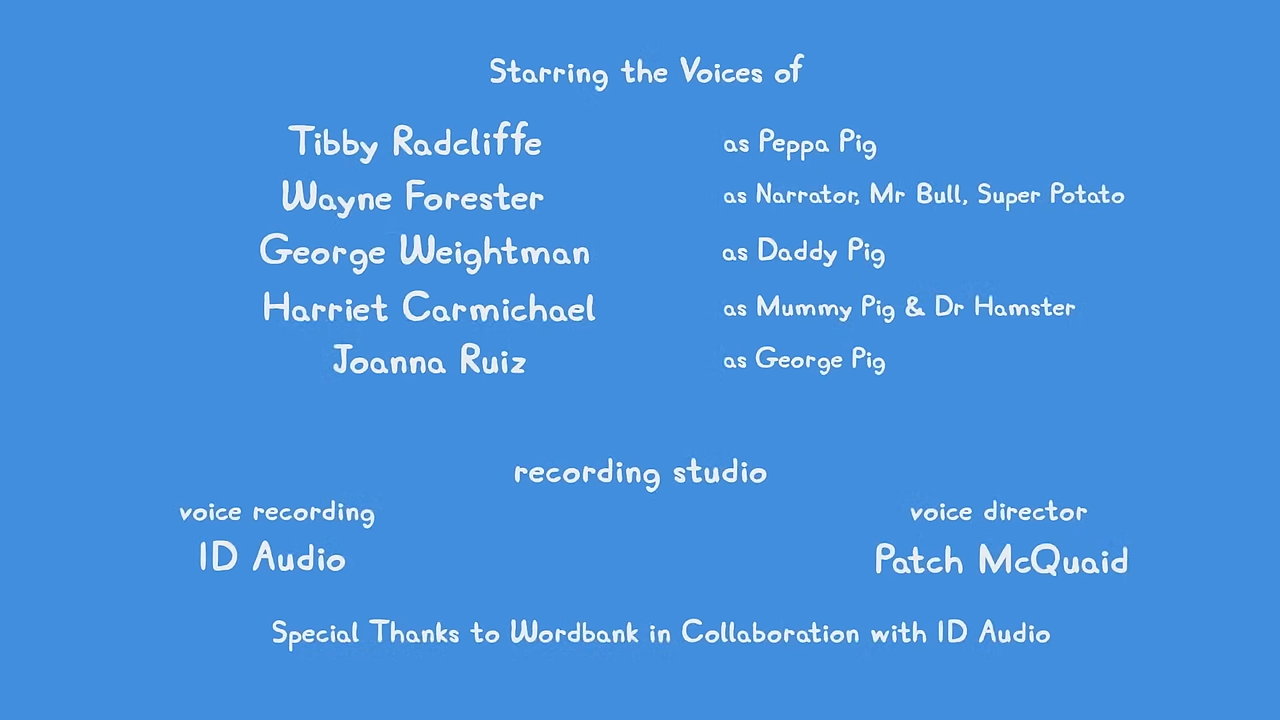 Starring the Voices of
Tibby Radcliffe as Peppa Pig
Wayne Forester as Narrator, Mr Bull, Super Potato
George Weightman as Daddy Pig
Harriet Carmichael as Mummy Pig & Dr Hamster
Joanna Ruiz as George Pig
recording studio
voice recording voice director
ID Audio Patch McQuaid
Special Thanks to Wordbank in Collaboration with ID Audio